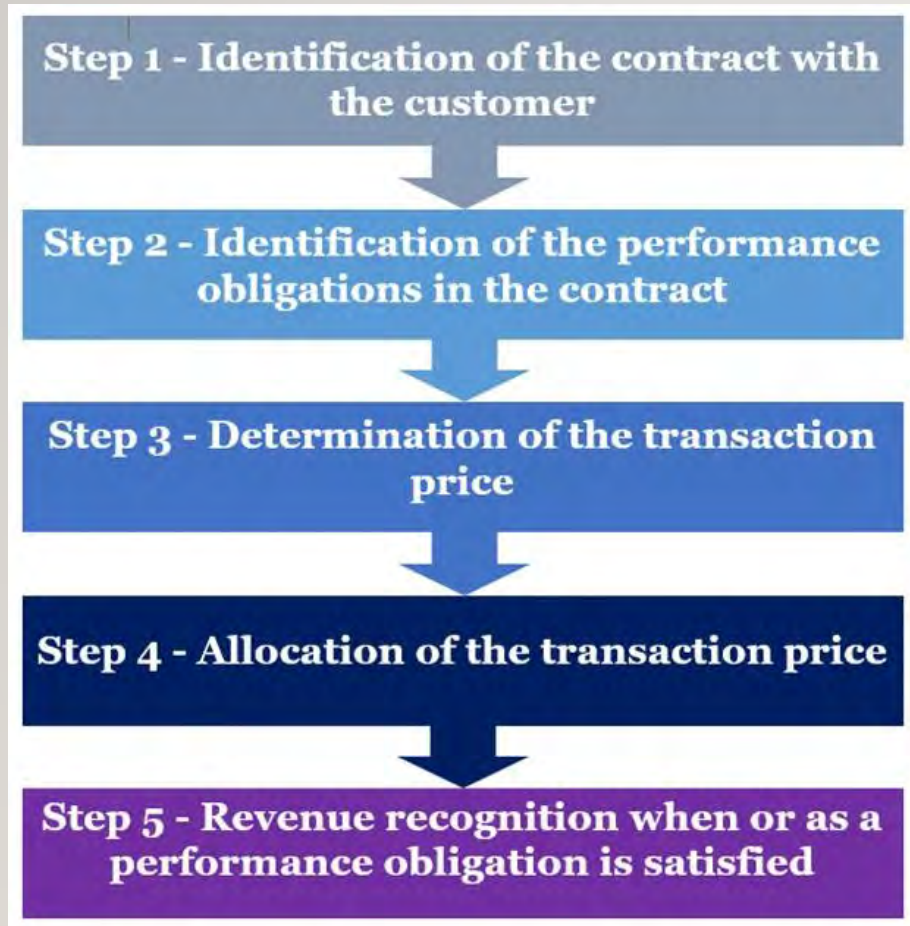 Step 1 - Identification of the contract with
the customer
Step 2 - Identification of the performance
obligations in the contract
Step 3 - Determination of the transaction
price
Step 4 - Allocation of the transaction price
Step 5 - Revenue recognition when or as a
performance obligation is satisfied